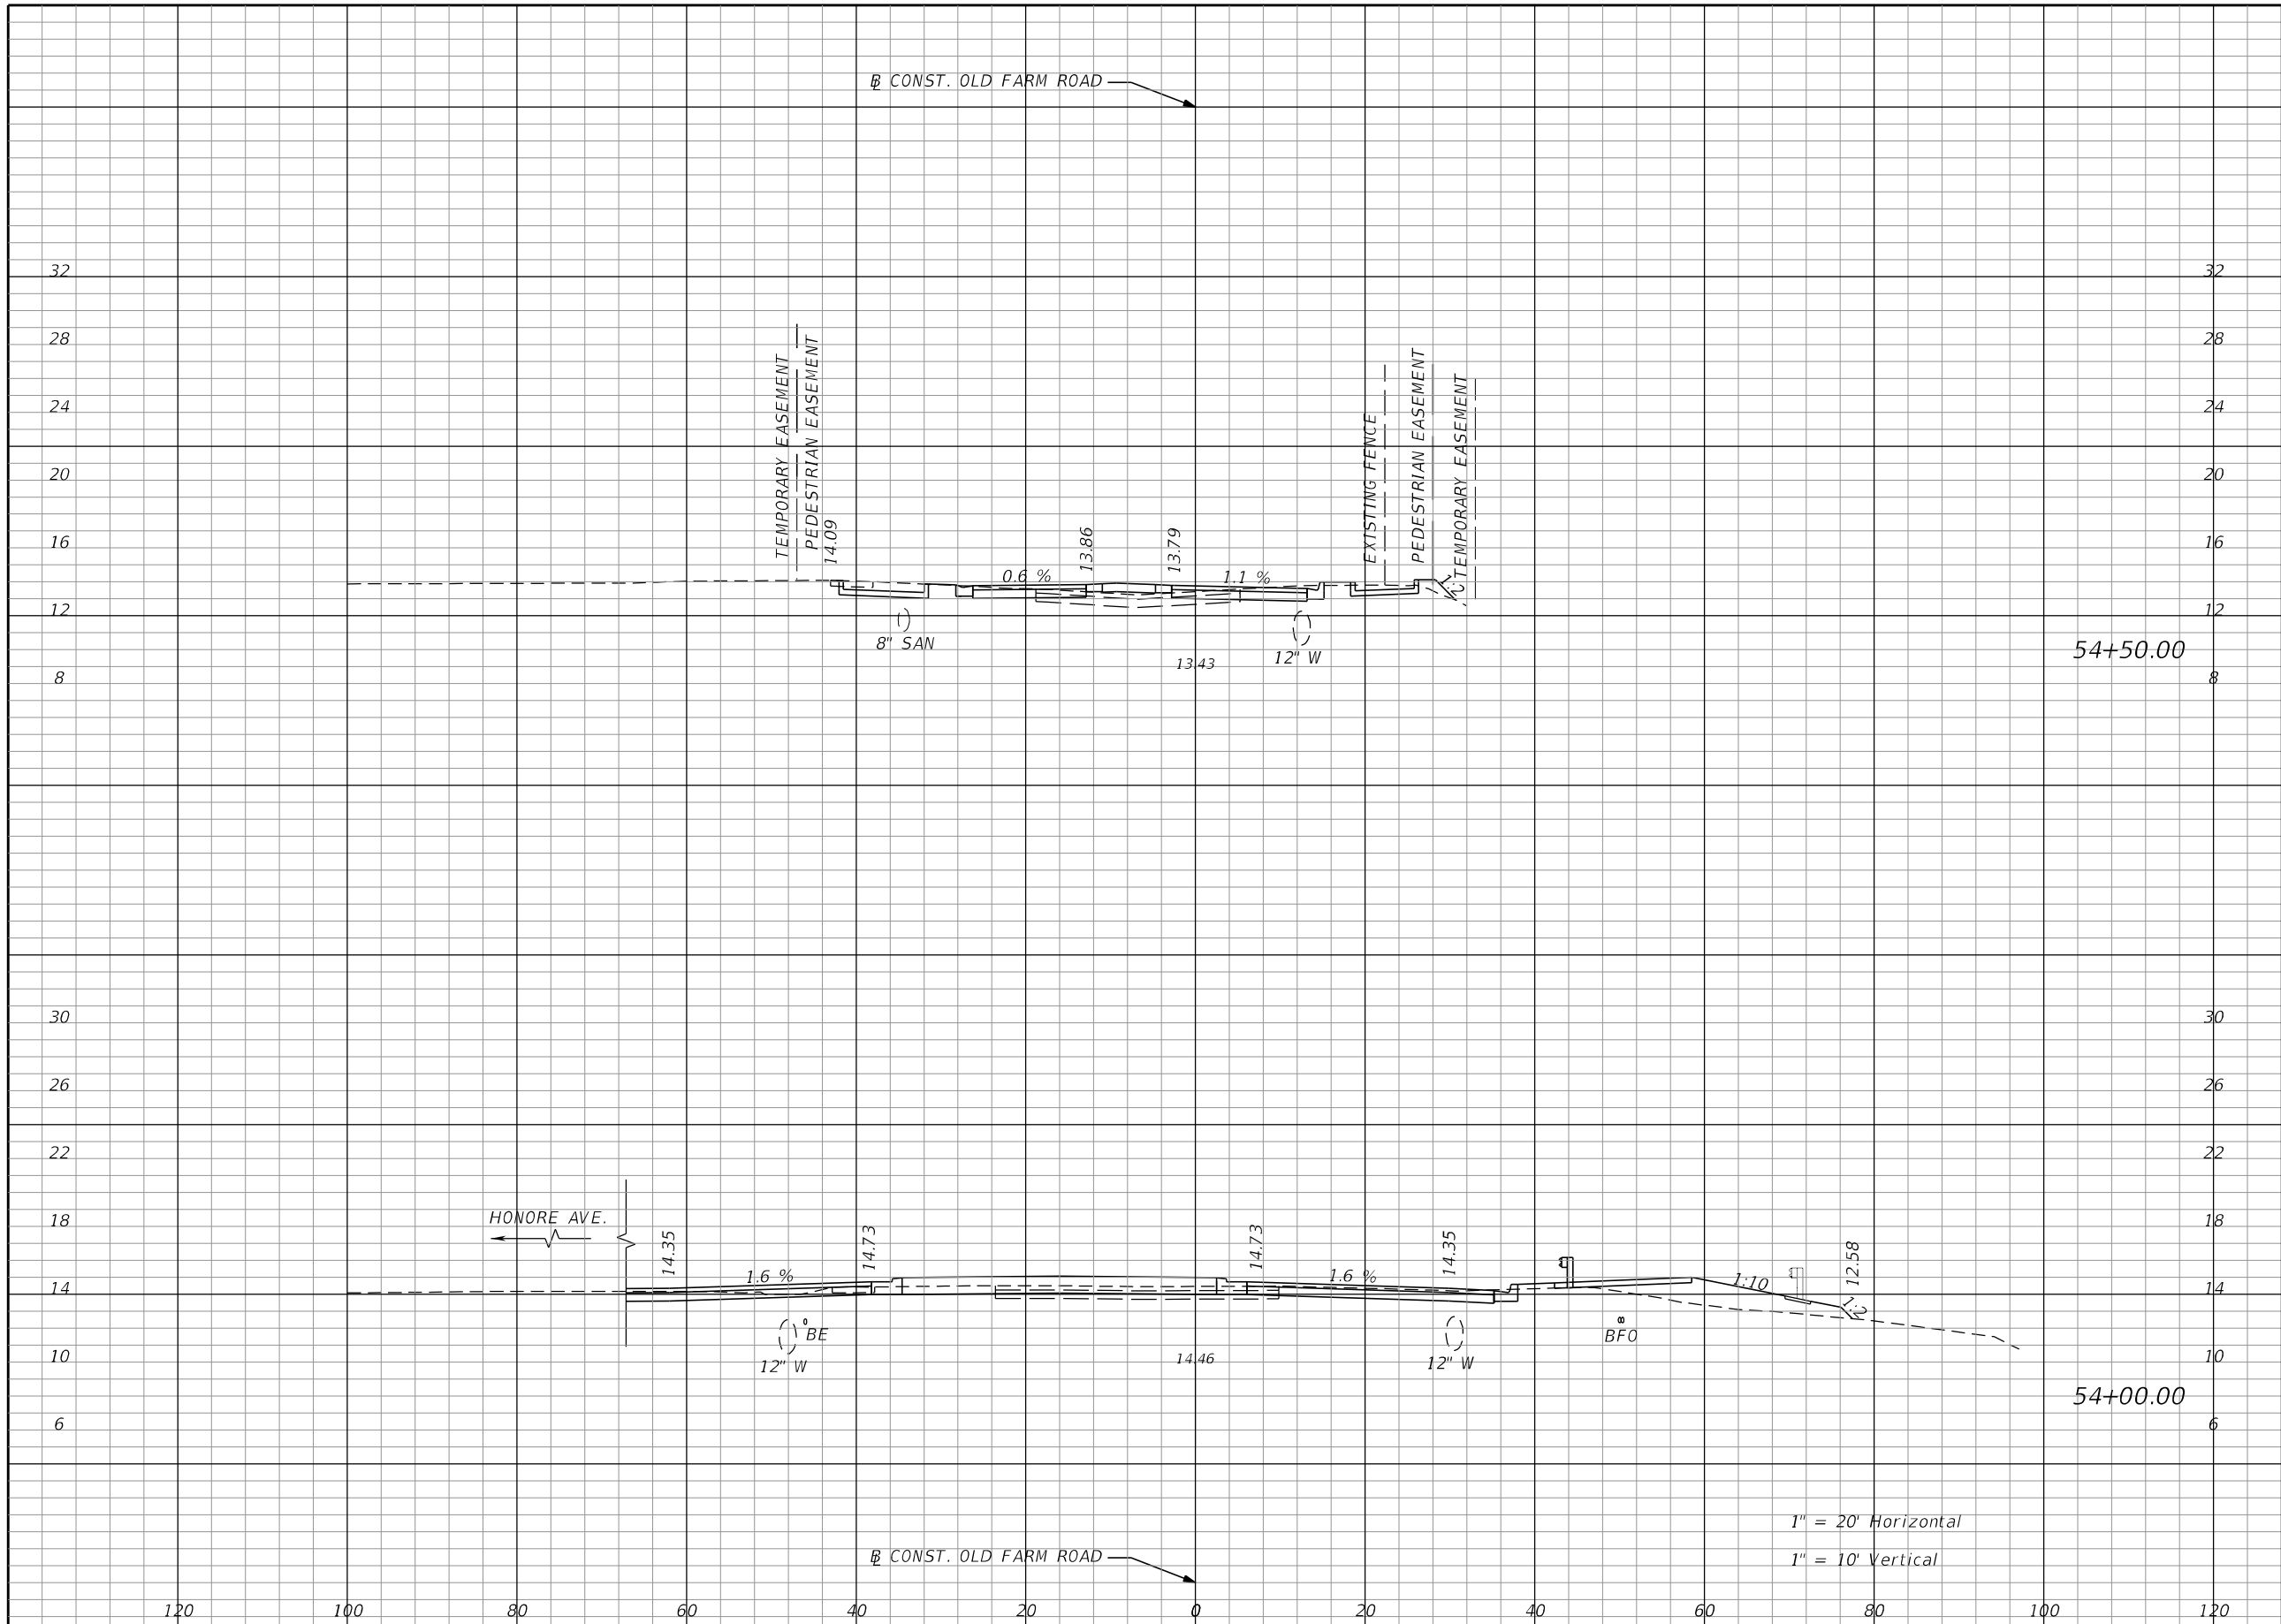 ℄ CONST. OLD FARM ROAD
32 32
28 28
24 24
20 20
16 16
12 12
8 8
TEMPORARY EASEMENT
PEDESTRIAN EASEMENT
14.09
13.86
13.79
EXISTING FENCE
PEDESTRIAN EASEMENT
TEMPORARY EASEMENT
0.6 %
1.1 %
1:2
8" SAN
12" W
13.43
54+50.00
30 30
26 26
22 22
18 18
14 14
10 10
6 6
HONORE AVE.
14.35
14.73
14.73
14.35
12.58
1.6 %
1.6 %
1:10
1:2
BE
12" W
14.46
12" W
BFO
54+00.00
1" = 20' Horizontal
1" = 10' Vertical
℄ CONST. OLD FARM ROAD
120 100 80 60 40 20 0 20 40 60 80 100 120